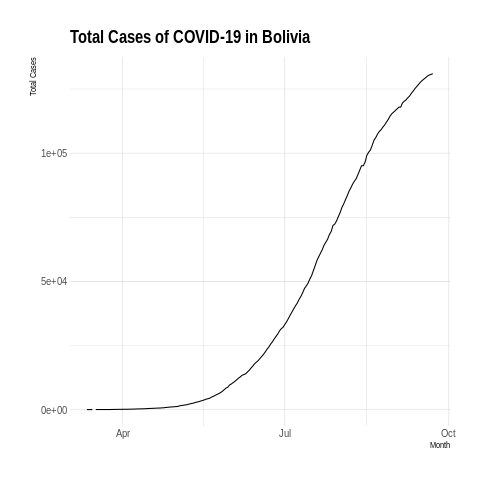 Total Cases of COVID-19 in Bolivia
Total Cases
1e+05
5e+04
0e+00
Apr
Jul
Oct
Month